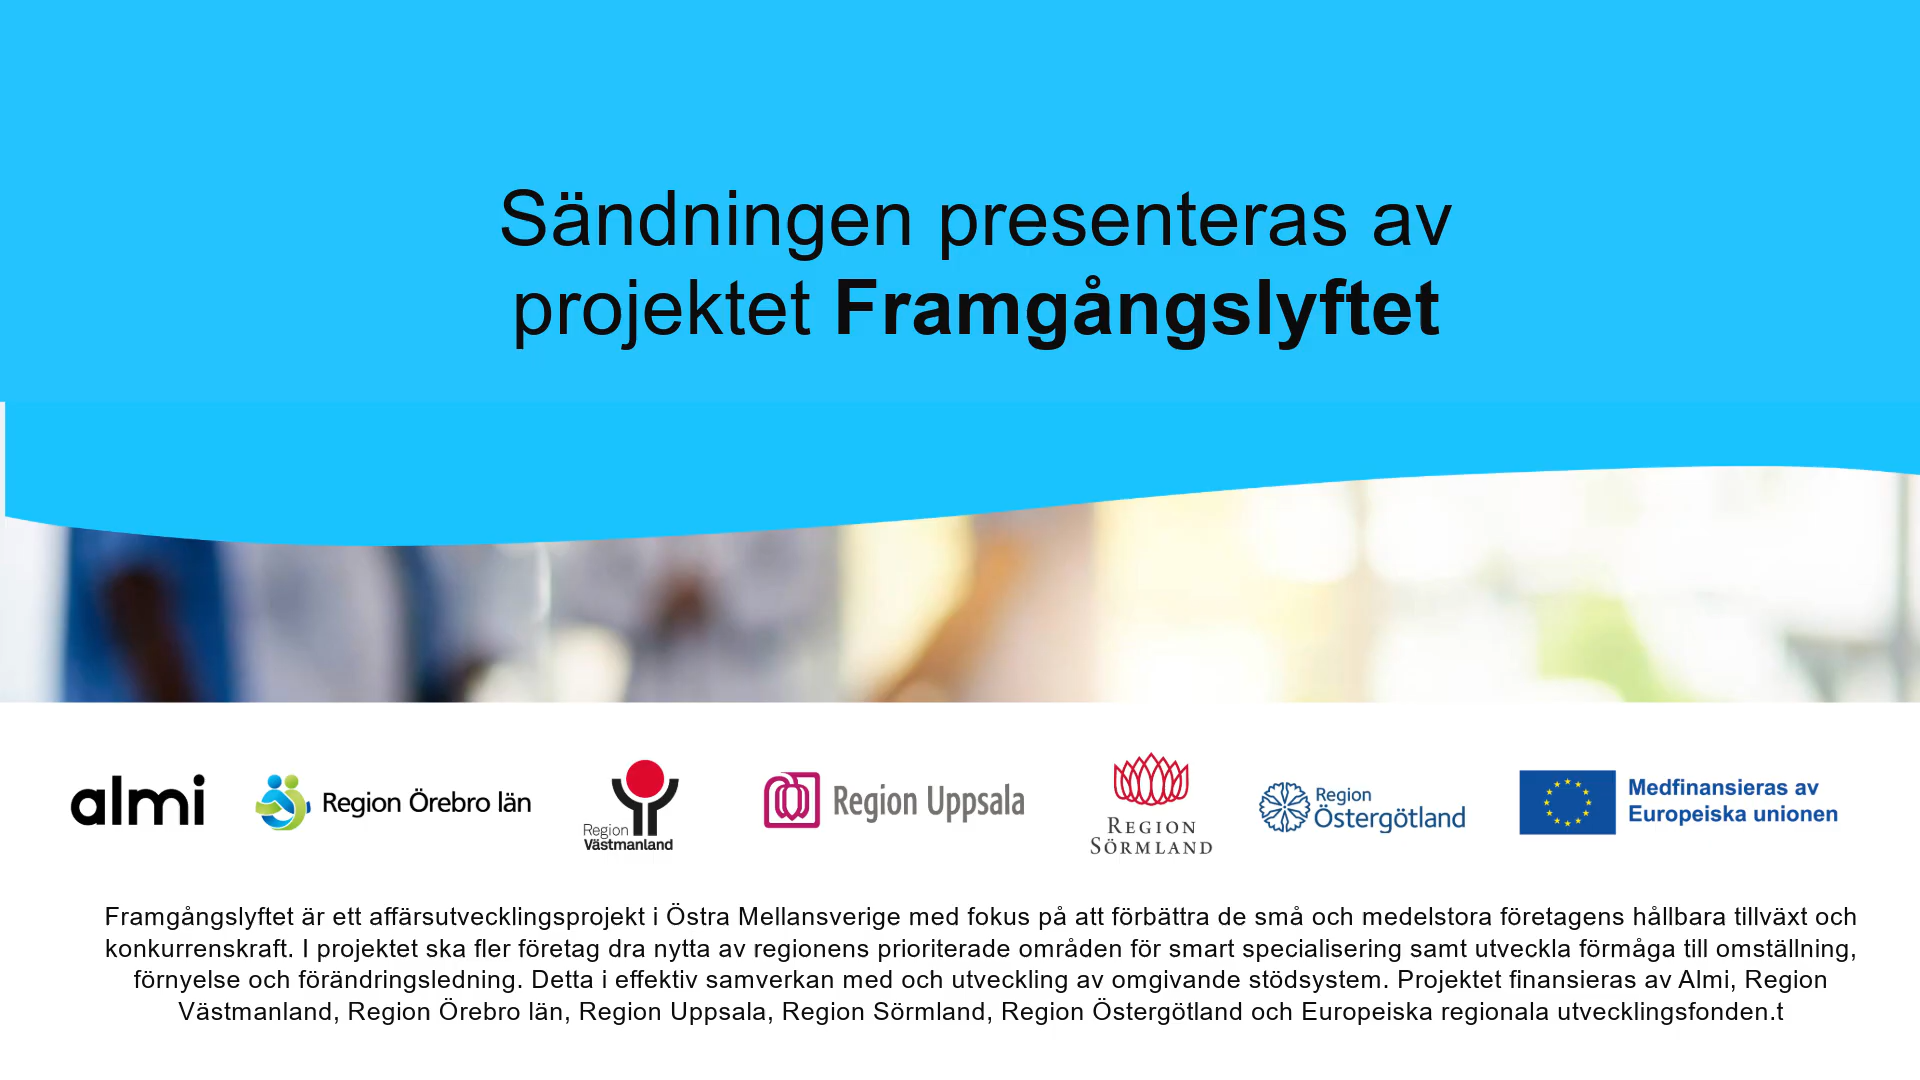 Sändningen presenteras av
projektet Framgångslyftet
almi
Region Örebro län
Region
Västmanland
Region Uppsala
REGION
SÖRMLAND
Region
Östergötland
Medfinansieras av
Europeiska unionen
Framgångslyftet är ett affärsutvecklingsprojekt i Östra Mellansverige med fokus på att förbättra de små och medelstora företagens hållbara tillväxt och
konkurrenskraft. I projektet ska fler företag dra nytta av regionens prioriterade områden för smart specialisering samt utveckla förmåga till omställning,
förnyelse och förändringsledning. Detta i effektiv samverkan med och utveckling av omgivande stödsystem. Projektet finansieras av Almi, Region
Västmanland, Region Örebro län, Region Uppsala, Region Sörmland, Region Östergötland och Europeiska regionala utvecklingsfonden.t